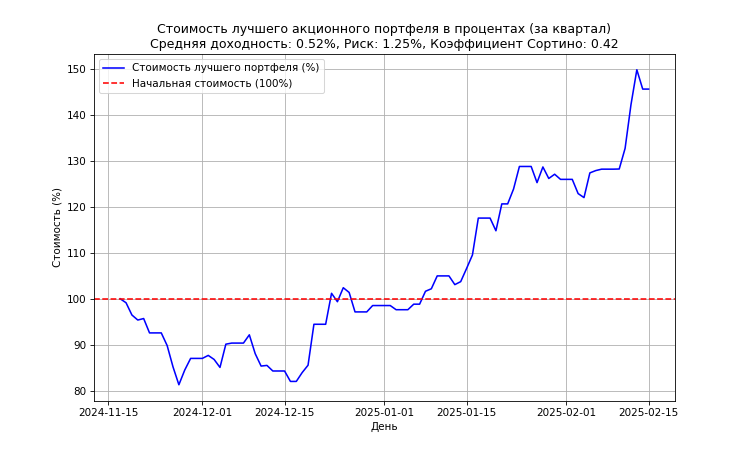 Стоимость лучшего акционного портфеля в процентах (за квартал)
Средняя доходность: 0.52%, Риск: 1.25%, Коэффициент Сортино: 0.42
Стоимость лучшего портфеля (%)
Начальная стоимость (100%)
Стоимость (%)
150
140
130
120
110
100
90
80
2024-11-15 2024-12-01 2024-12-15 2025-01-01 2025-01-15 2025-02-01 2025-02-15
День